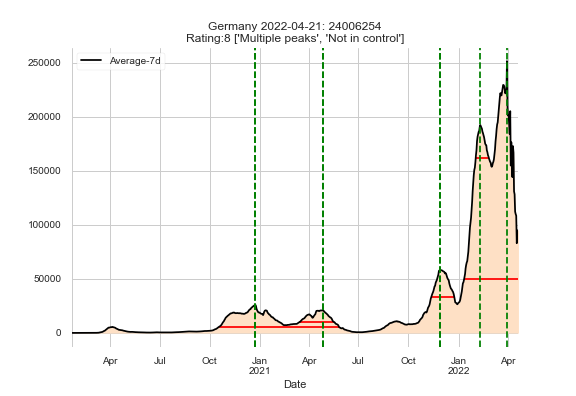 Germany 2022-04-21: 24006254
Rating:8 ['Multiple peaks', 'Not in control']
Average-7d
250000
200000
150000
100000
50000
0
Apr Jul Oct Jan Apr Jul Oct Jan Apr
2021 2022
Date